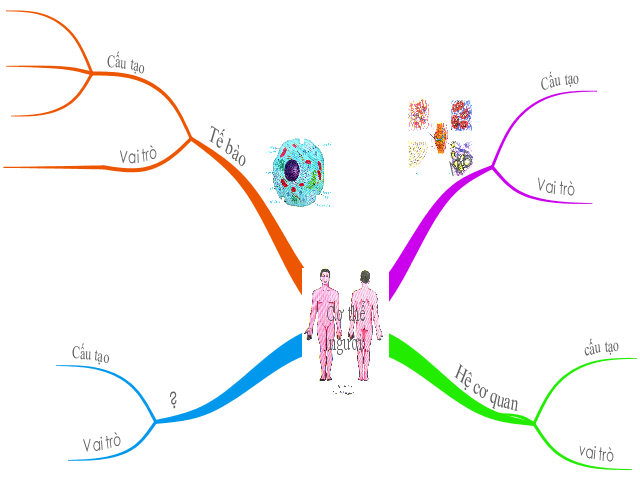 Cấu tạo
Vai trò
Tế bào
Cấu tạo
Vai trò
Cơ thể
người
Cấu tạo
Vai trò
?
Hệ cơ quan
cấu tạo
vai trò